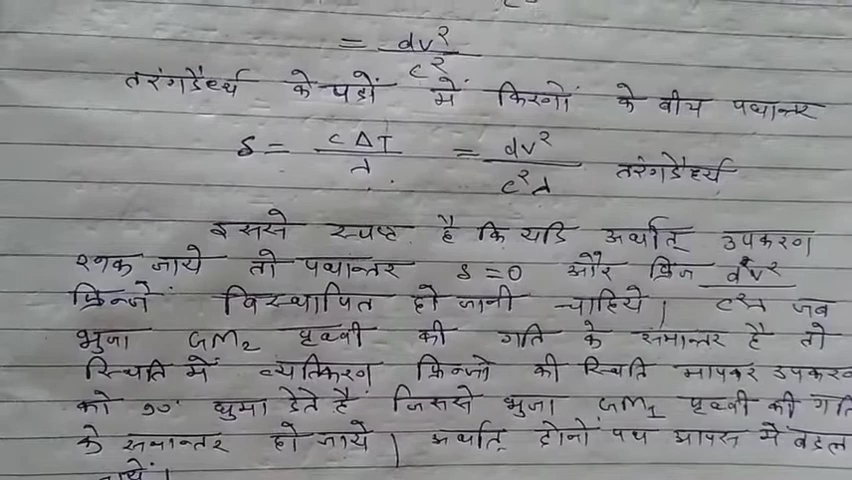 = dv²/c²
तरंगदैर्ध्य के पदों में किरणों के बीच पथान्तर
δ = cΔT/λ = dv²/c²λ तरंगदैर्ध्य
इससे स्पष्ट है कि यदि अर्थात् उपकरण
रूक जाये तो पथांतर δ = 0 और फ्रिंज dv²/c²λ
फ्रिन्जें विस्थापित हो जानी चाहिये। जब
भुजा GM₂ पृथ्वी की गति के समान्तर है तो
स्थिति में व्यतिकरण फ्रिन्जो की स्थिति मापकर उपकरण
को 90° घुमा देते है जिससे भुजा GM₁ पृथ्वी की गति
के समान्तर हो जाये। अर्थात् दोनों पथ आपस में बदल
जायें।